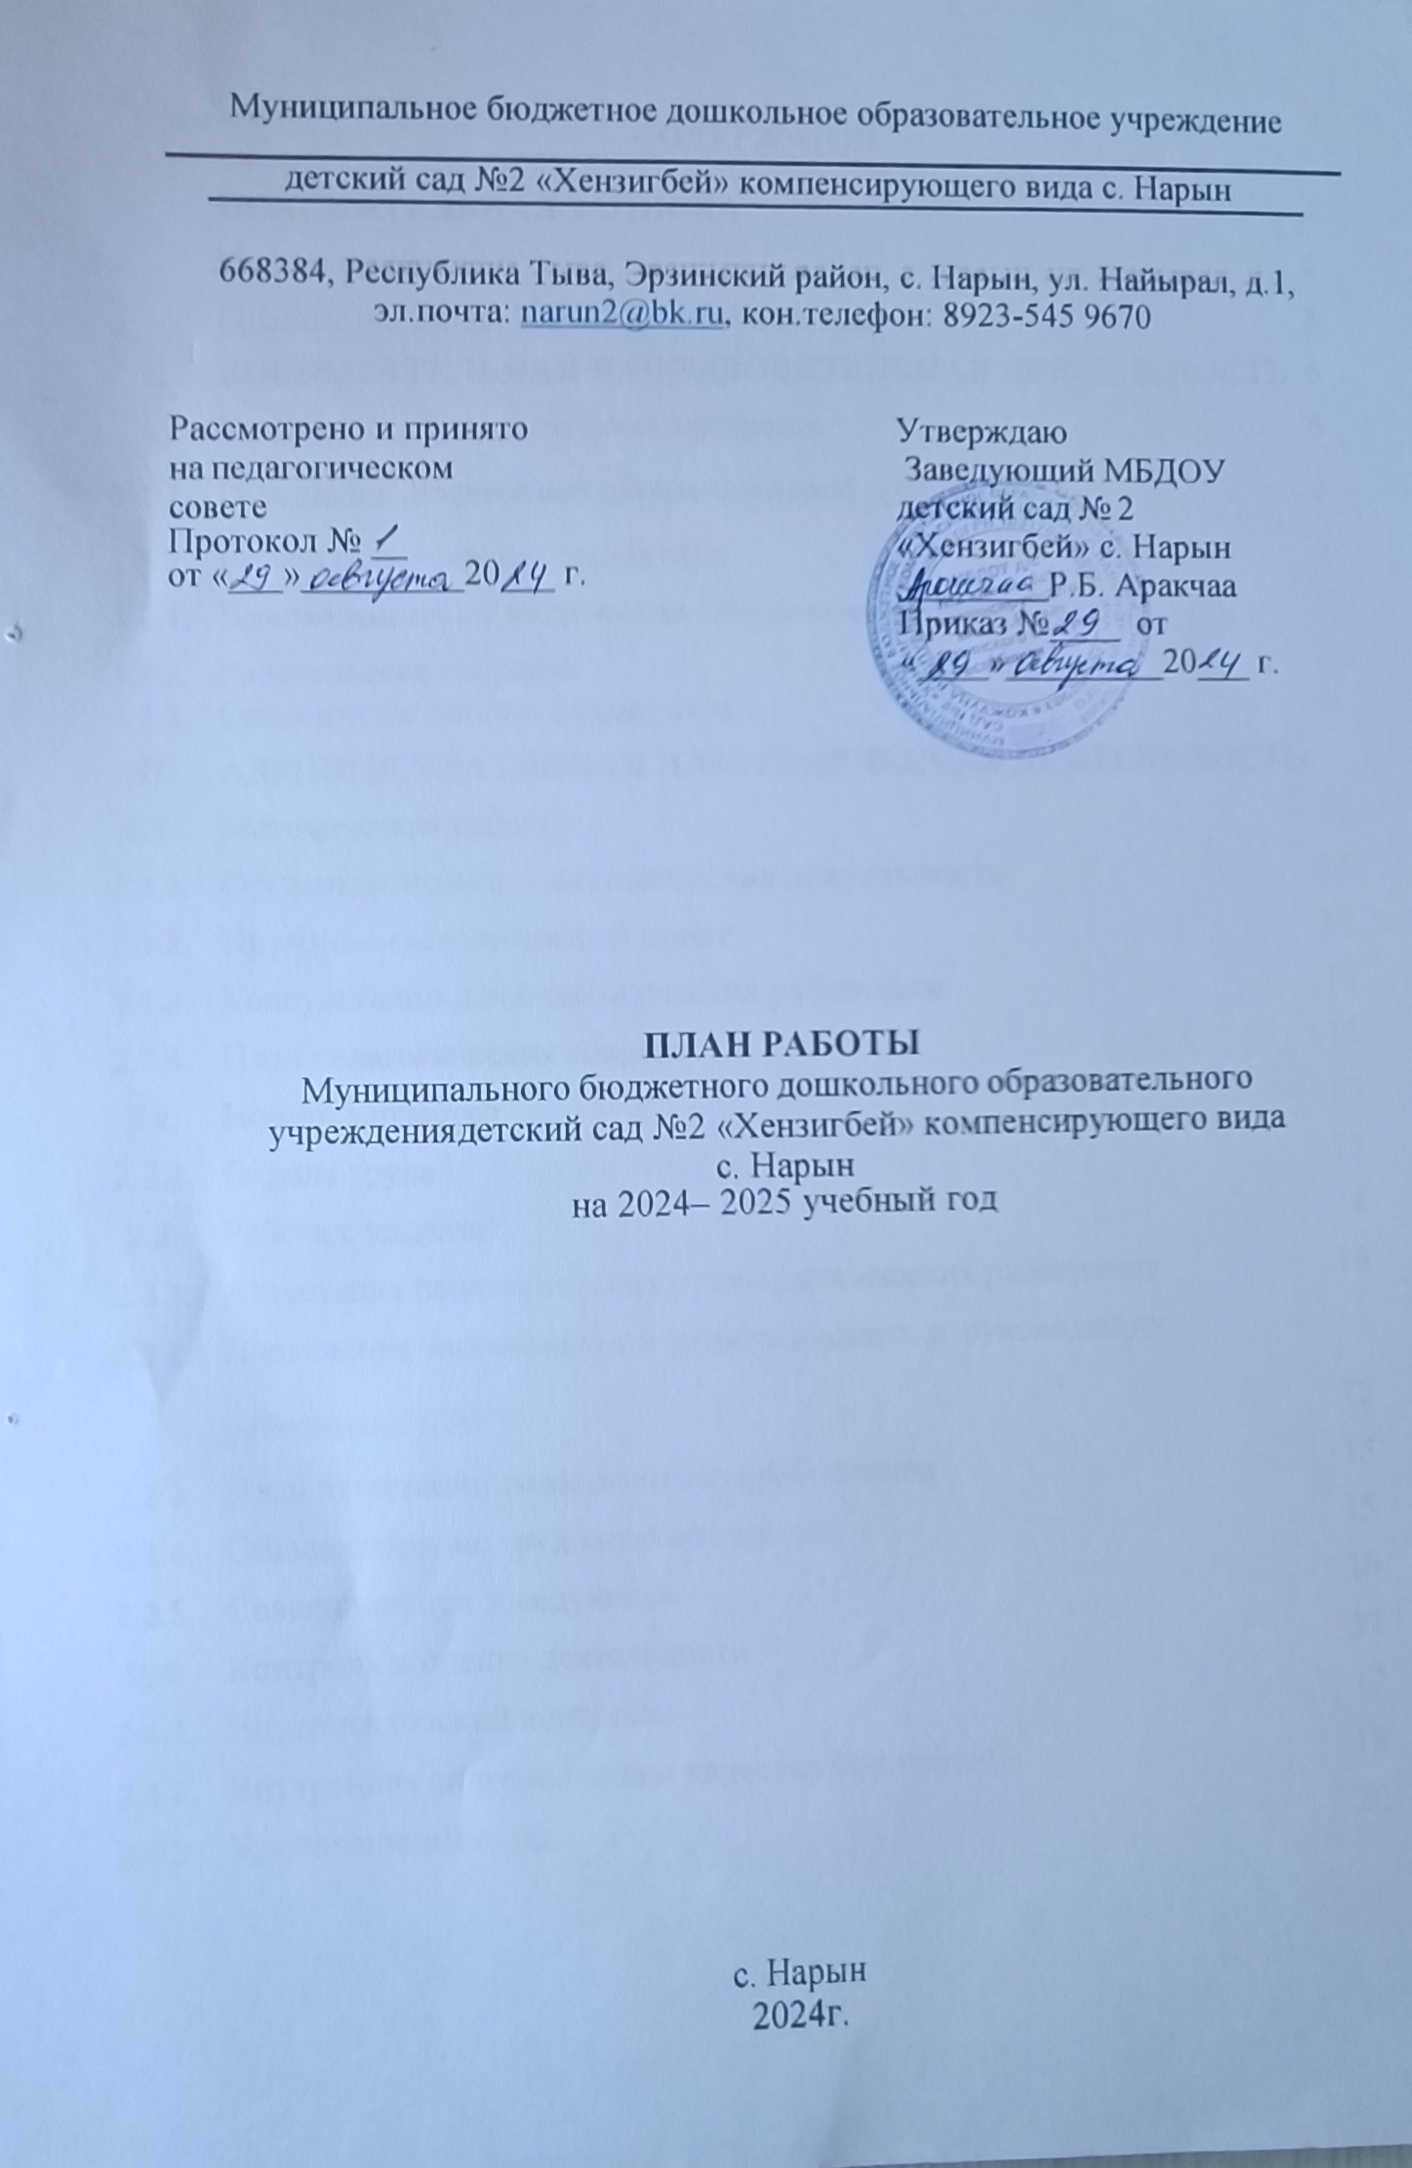 Муниципальное бюджетное дошкольное образовательное учреждение
детский сад №2 «Хензигбей» компенсирующего вида с. Нарын
668384, Республика Тыва, Эрзинский район, с. Нарын, ул. Найырал, д.1,
эл.почта: narun2@bk.ru, кон.телефон: 8923-545 9670
Рассмотрено и принято
на педагогическом
совете
Протокол № 1
от «29» августа 2024 г.
Утверждаю
Заведующий МБДОУ
детский сад № 2
«Хензигбей» с. Нарын
Р.Б. Аракчаа
Приказ № 29 от
«29» августа 2024 г.
ПЛАН РАБОТЫ
Муниципального бюджетного дошкольного образовательного
учреждениядетский сад №2 «Хензигбей» компенсирующего вида
с. Нарын
на 2024– 2025 учебный год
с. Нарын
2024г.